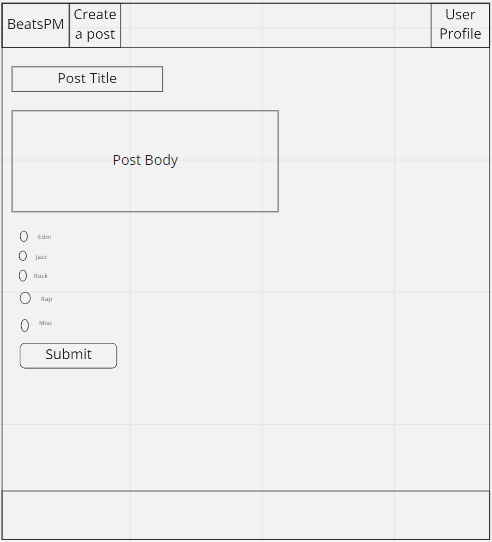 BeatsPM
Create
a post
User
Profile
Post Title
Post Body
Edm
Jazz
Rock
Rap
Misc
Submit